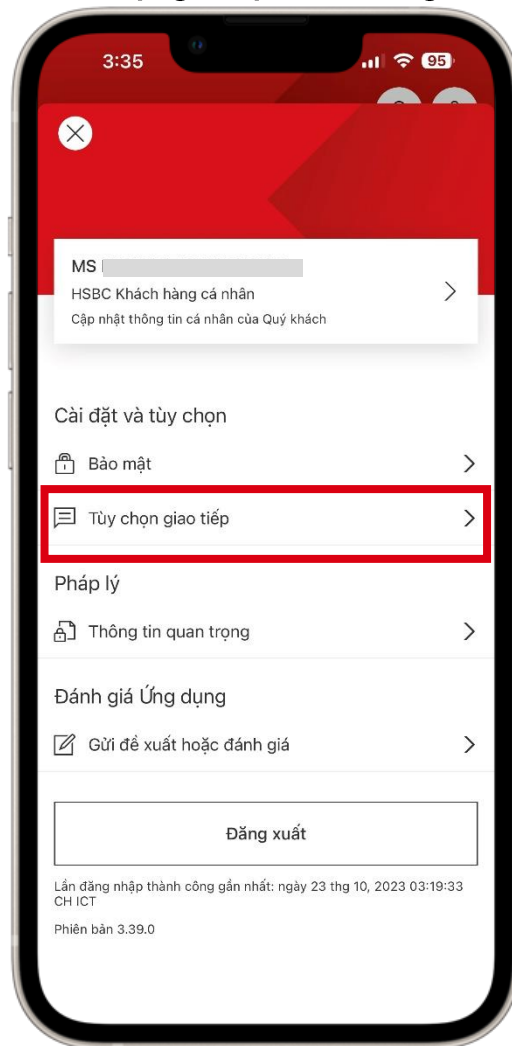 3:35
95
MS
HSBC Khách hàng cá nhân
Cập nhật thông tin cá nhân của Quý khách
Cài đặt và tùy chọn
Bảo mật
Tùy chọn giao tiếp
Pháp lý
Thông tin quan trọng
Đánh giá Ứng dụng
Gửi đề xuất hoặc đánh giá
Đăng xuất
Lần đăng nhập thành công gần nhất: ngày 23 thg 10, 2023 03:19:33
CH ICT
Phiên bản 3.39.0